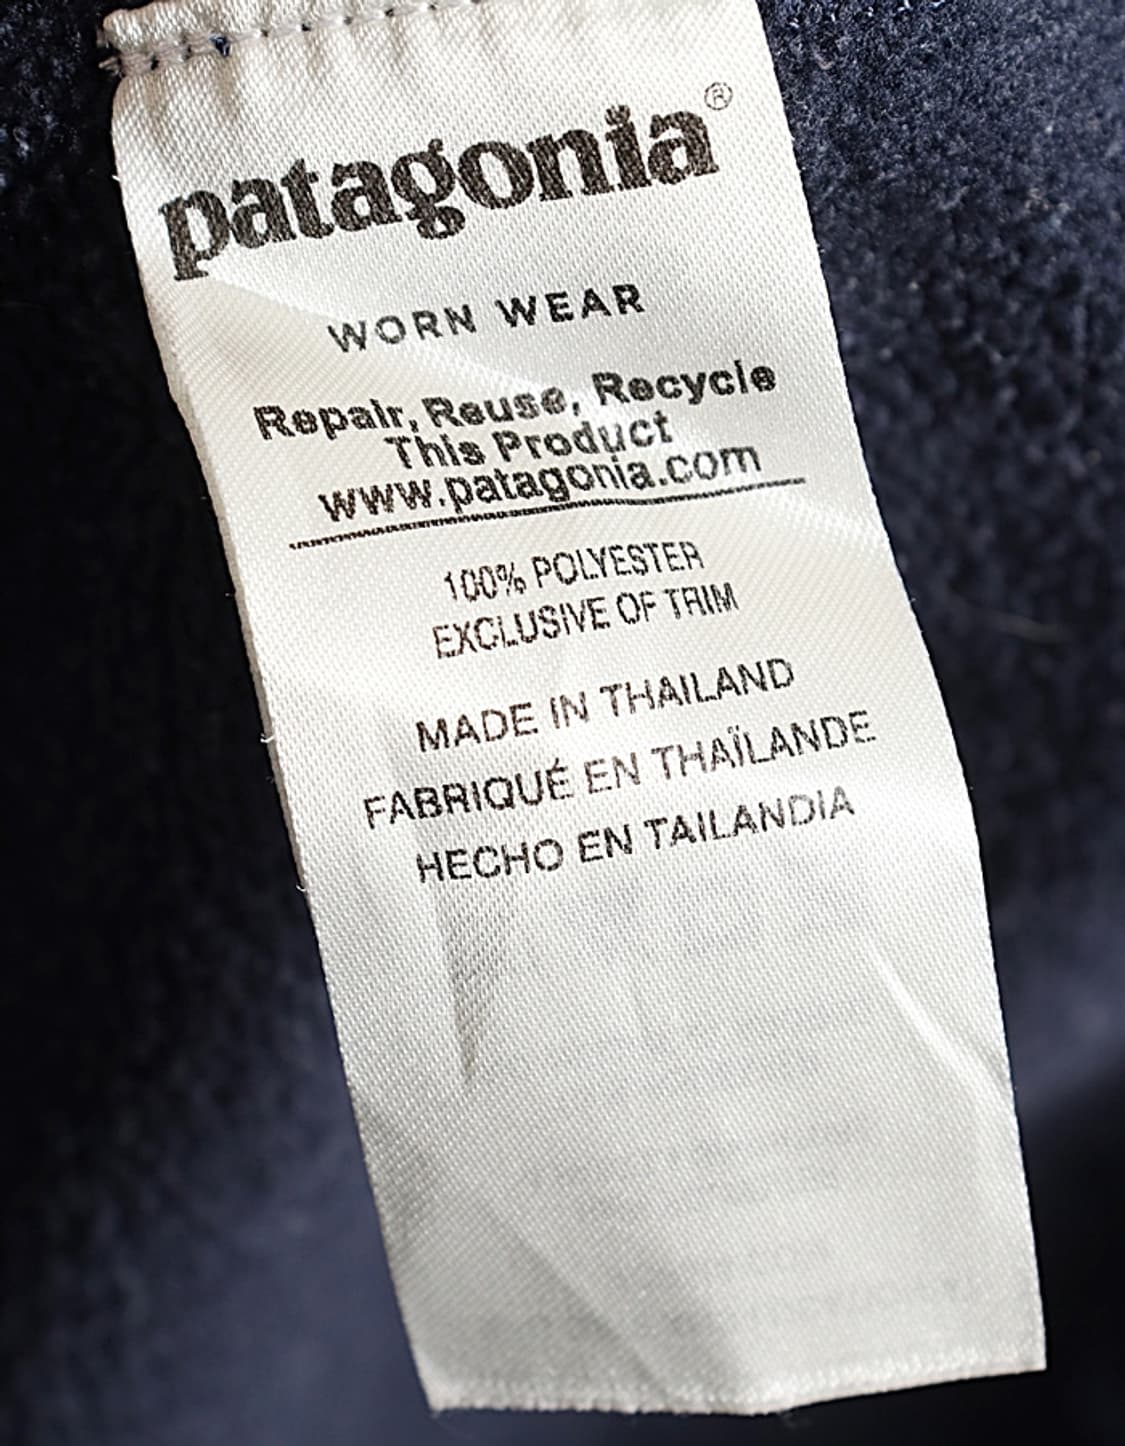 patagonia®
WORN WEAR
Repair, Reuse, Recycle
This Product
www.patagonia.com
100% POLYESTER
EXCLUSIVE OF TRIM
MADE IN THAILAND
FABRIQUÉ EN THAÏLANDE
HECHO EN TAILANDIA